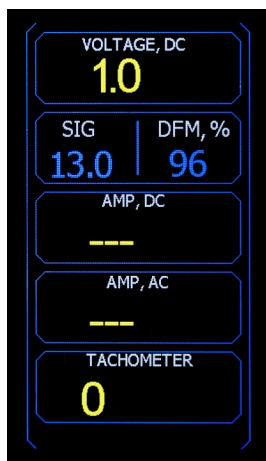 VOLTAGE, DC
1.0
SIG DFM, %
13.0 96
AMP, DC
---
AMP, AC
---
TACHOMETER
0